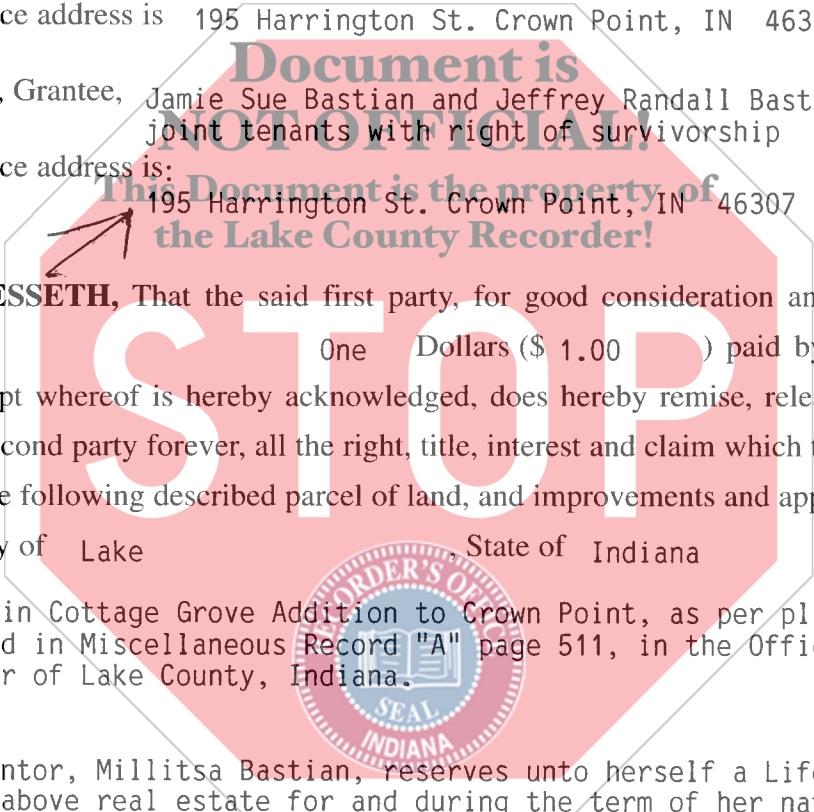 ce address is 195 Harrington St. Crown Point, IN 463
Document is
, Grantee, Jamie Sue Bastian and Jeffrey Randall Bast
NOT OFFICIAL!
joint tenants with right of survivorship
ce address is:
This Document is the property of
195 Harrington St. Crown Point, IN 46307
the Lake County Recorder!
ESSETH, That the said first party, for good consideration an
STOP
One Dollars ($ 1.00 ) paid by
pt whereof is hereby acknowledged, does hereby remise, rele
cond party forever, all the right, title, interest and claim which t
e following described parcel of land, and improvements and app
y of Lake , State of Indiana
RECORDER'S OFFICE
in Cottage Grove Addition to Crown Point, as per pl
d in Miscellaneous Record "A" page 511, in the Offi
r of Lake County, Indiana.
SEAL
INDIANA
ntor, Millitsa Bastian, reserves unto herself a Life
above real estate for and during the term of her na